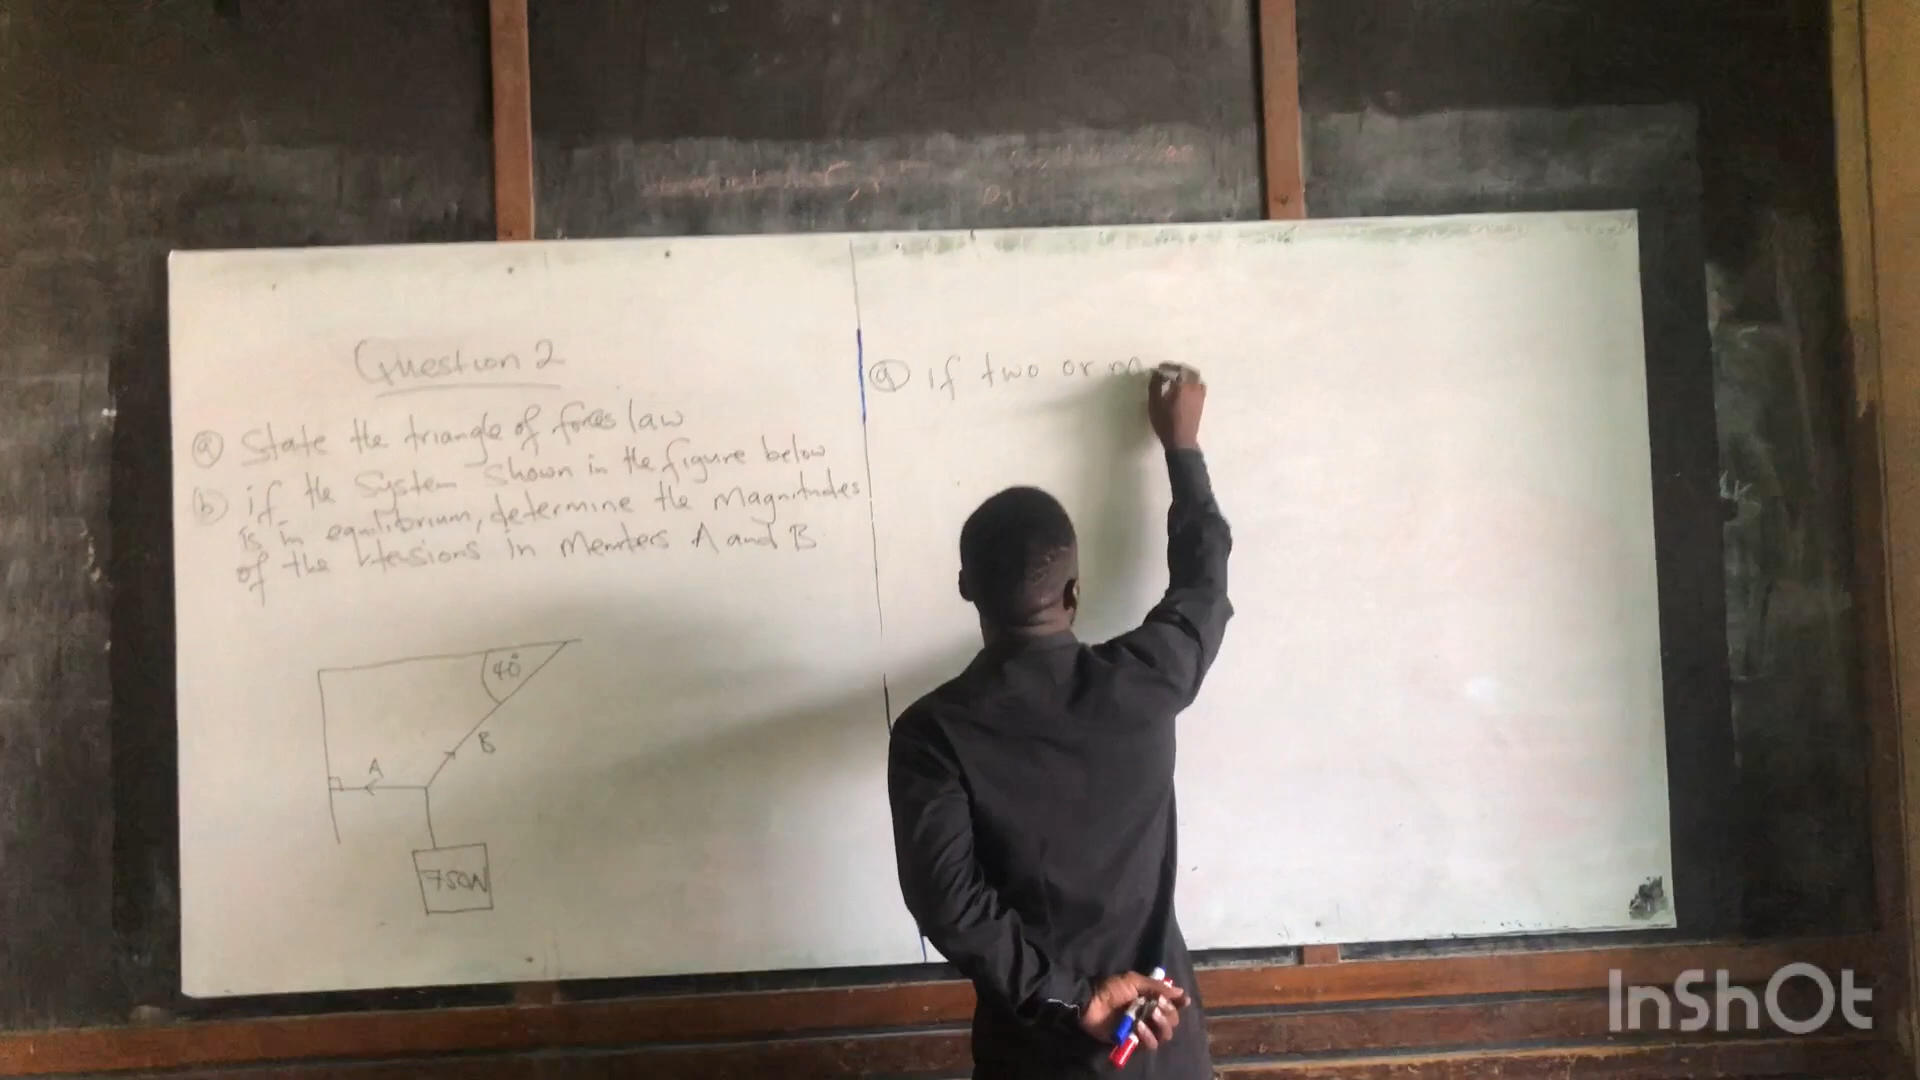 Question 2
(a) State the triangle of forces law
(b) if the system shown in the figure below
is in equilibrium, determine the magnitudes
of the tensions in members A and B
40°
B
A
750N
(a) if two or m
InShOt